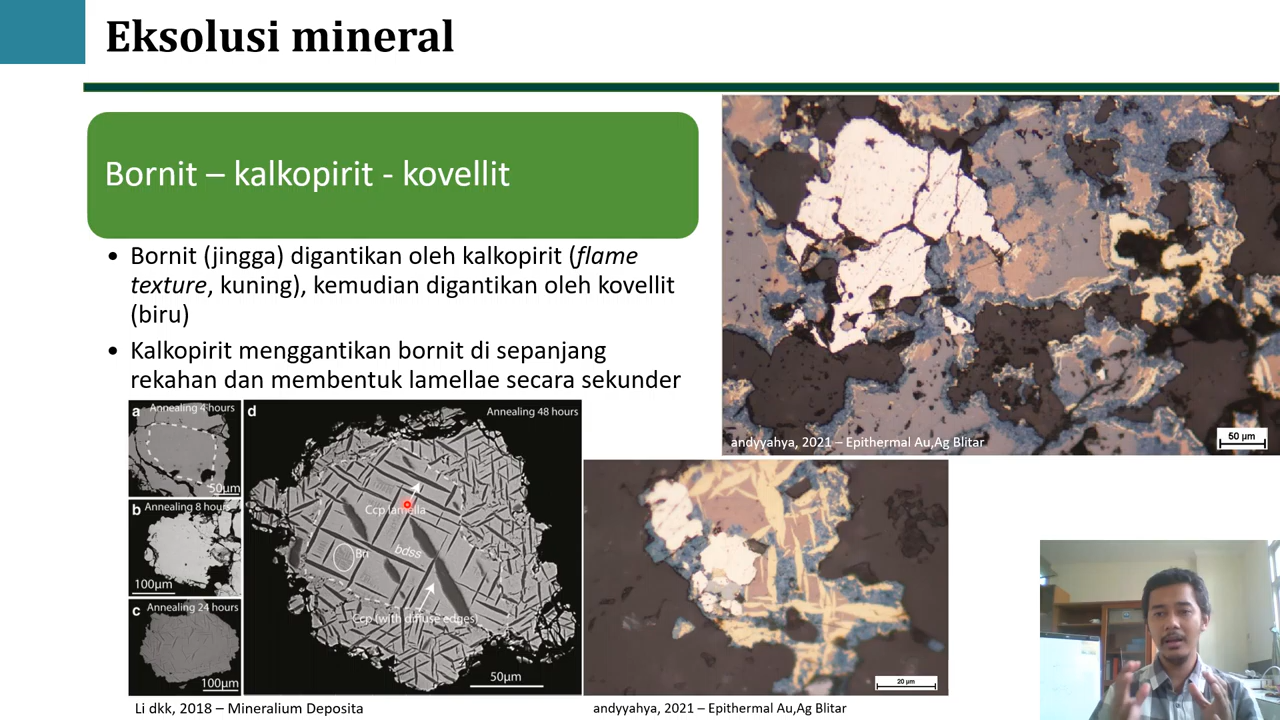 Eksolusi mineral
Bornit – kalkopirit - kovellit
• Bornit (jingga) digantikan oleh kalkopirit (flame
texture, kuning), kemudian digantikan oleh kovellit
(biru)
• Kalkopirit menggantikan bornit di sepanjang
rekahan dan membentuk lamellae secara sekunder
a Annealing 4 hours
50µm
b Annealing 8 hours
100µm
c Annealing 24 hours
100µm
d Annealing 48 hours
Ccp lamella
Bn
bdss
Ccp (with diffuse edges)
50µm
Li dkk, 2018 – Mineralium Deposita
andyyahya, 2021 – Epithermal Au,Ag Blitar
50 µm
20 µm
andyyahya, 2021 – Epithermal Au,Ag Blitar